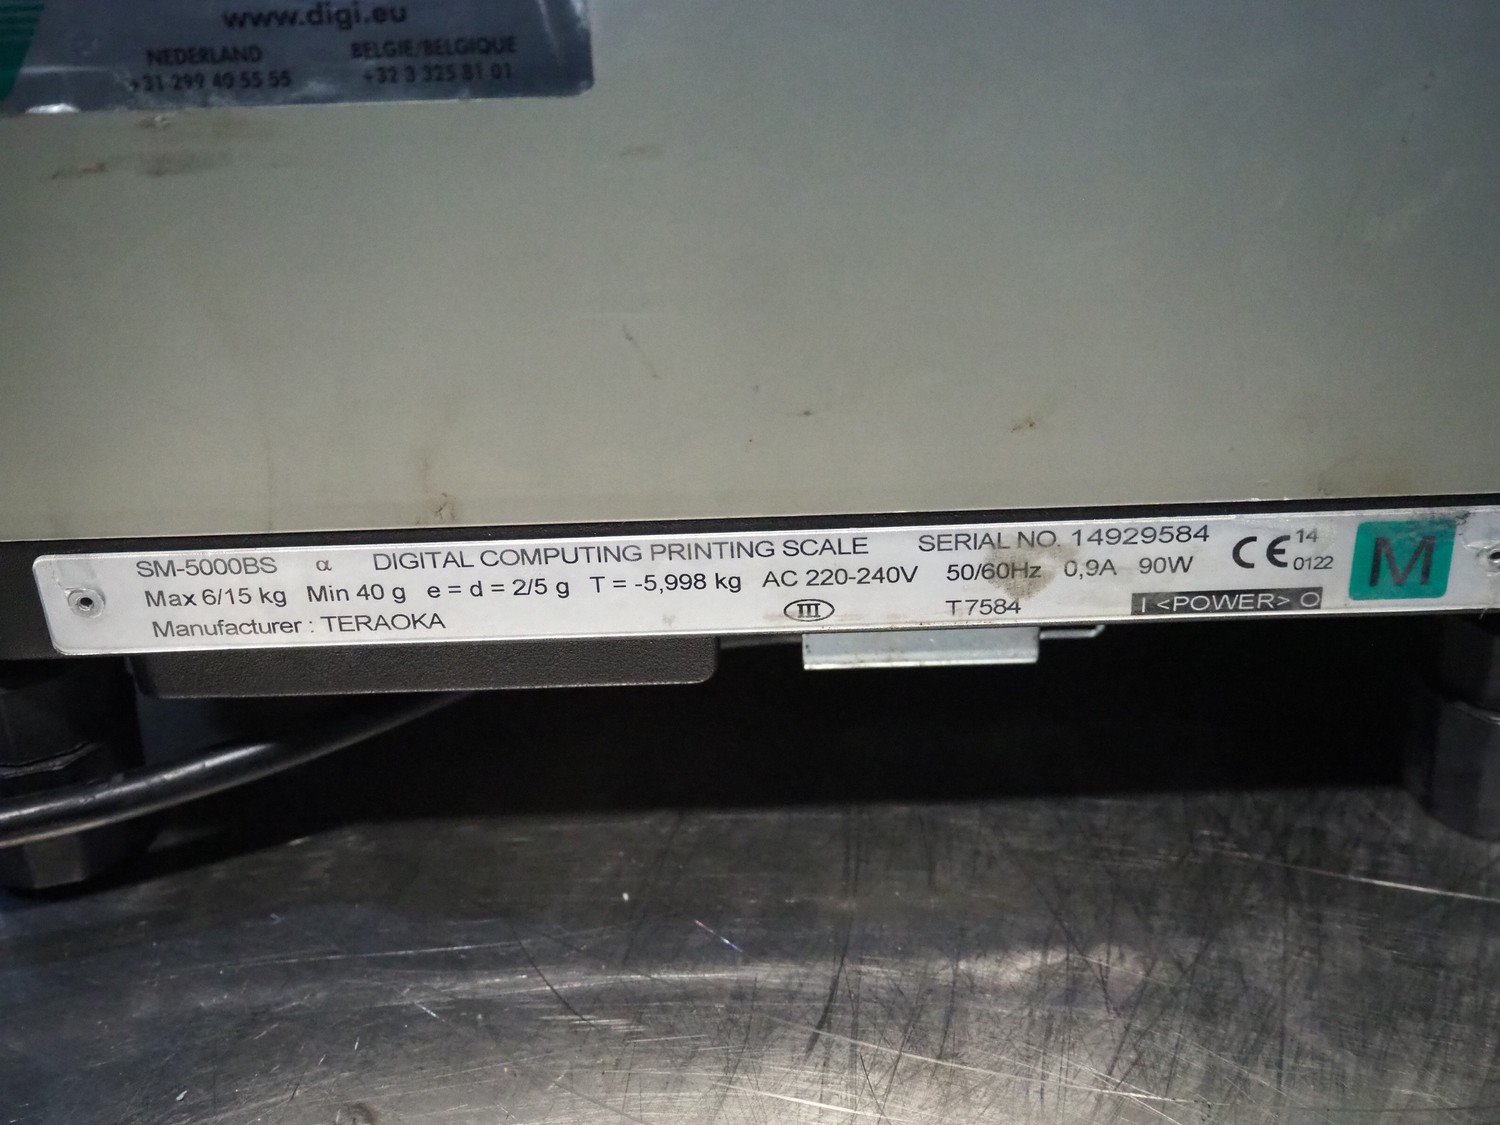 www.digi.eu
NEDERLAND BELGIE/BELGIQUE
+31 299 40 55 55 +32 3 325 81 01
SM-5000BS α DIGITAL COMPUTING PRINTING SCALE SERIAL NO. 14929584 CE 14
Max 6/15 kg Min 40 g e = d = 2/5 g T = -5,998 kg AC 220-240V 50/60Hz 0,9A 90W 0122 M
Manufacturer : TERAOKA III T7584 I <POWER> O